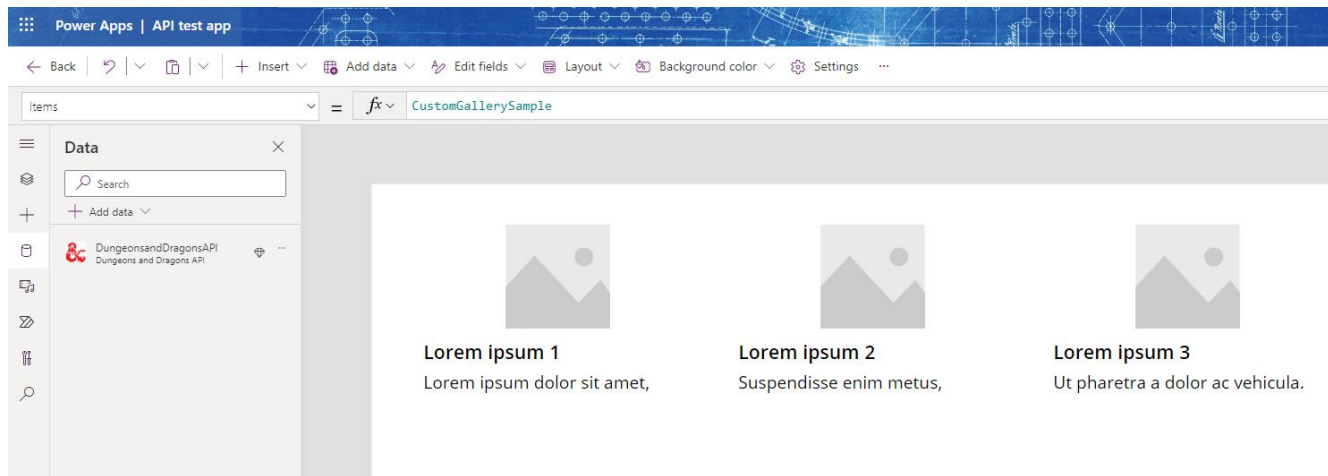 Power Apps | API test app
Back Insert Add data Edit fields Layout Background color Settings ...
Items = fx CustomGallerySample
Data
Search
Add data
DungeonsandDragonsAPI ...
Dungeons and Dragons API
Lorem ipsum 1 Lorem ipsum 2 Lorem ipsum 3
Lorem ipsum dolor sit amet, Suspendisse enim metus, Ut pharetra a dolor ac vehicula.